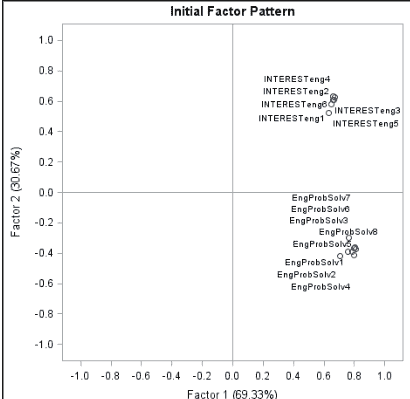 Initial Factor Pattern
1.0
0.8
0.6
0.4
0.2
0.0
-0.2
-0.4
-0.6
-0.8
-1.0
Factor 2 (30.67%)
INTERESTeng4
INTERESTeng2
INTERESTeng6
INTERESTeng3
INTERESTeng1
INTERESTeng5
EngProbSolv7
EngProbSolv6
EngProbSolv3
EngProbSolv8
EngProbSolv5
EngProbSolv1
EngProbSolv2
EngProbSolv4
-1.0 -0.8 -0.6 -0.4 -0.2 0.0 0.2 0.4 0.6 0.8 1.0
Factor 1 (69.33%)